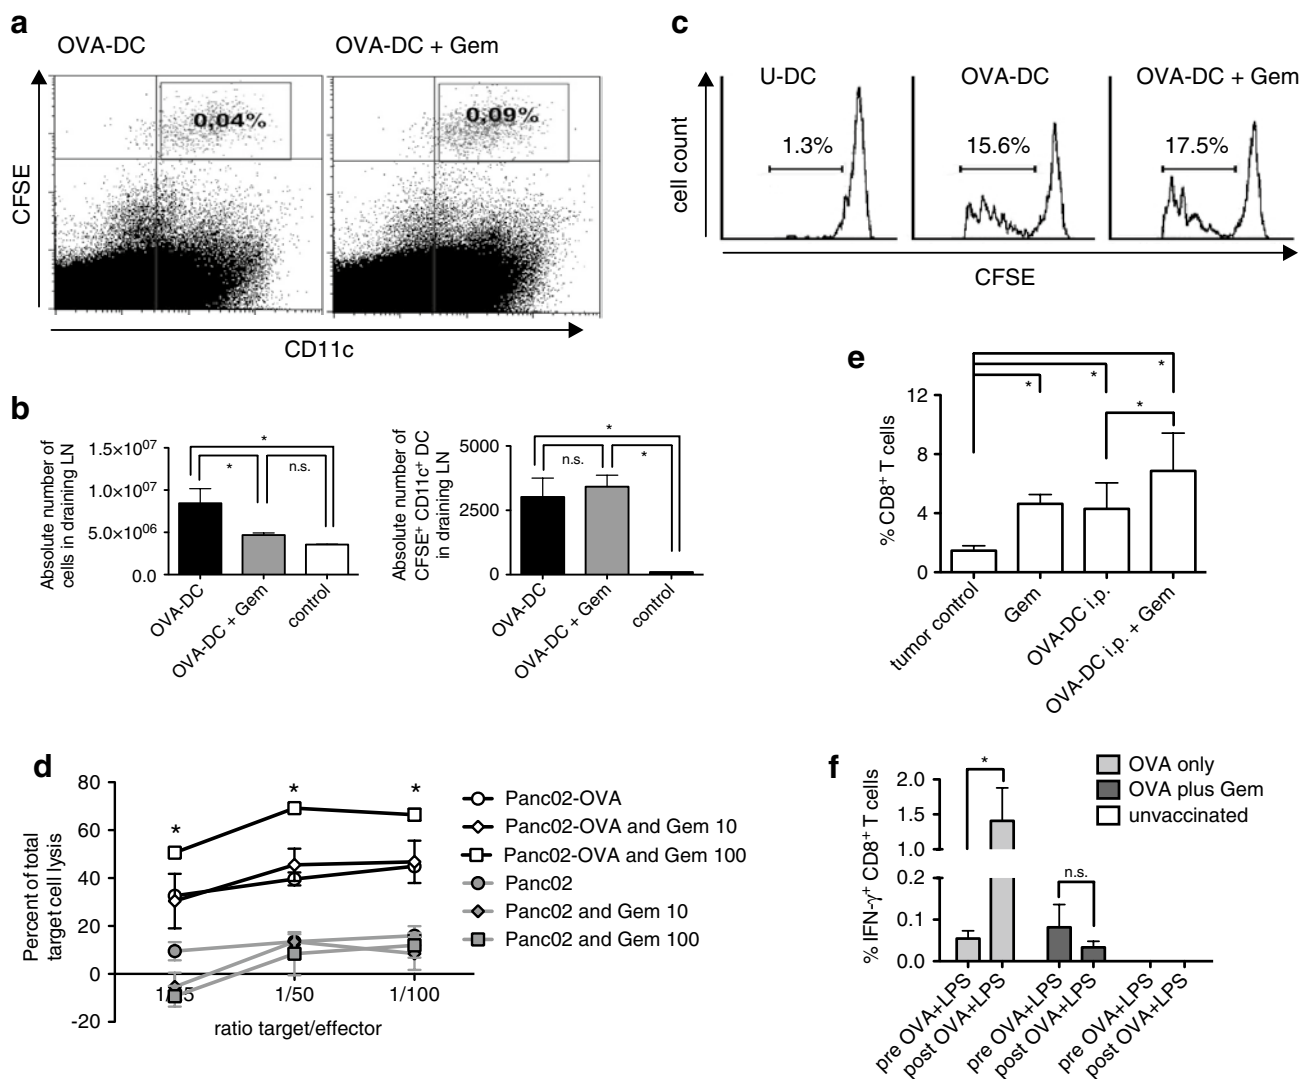 a
OVA-DC
OVA-DC + Gem
0,04%
0,09%
CFSE
CD11c
b
Absolute number of
cells in draining LN
1.5×10⁰⁷
1.0×10⁰⁷
5.0×10⁰⁶
0.0
*
*
n.s.
OVA-DC
OVA-DC + Gem
control
Absolute number of
CFSE⁺ CD11c⁺ DC
in draining LN
5000
2500
0
*
n.s.
*
OVA-DC
OVA-DC + Gem
control
c
U-DC
OVA-DC
OVA-DC + Gem
1.3%
15.6%
17.5%
cell count
CFSE
d
Percent of total
target cell lysis
80
60
40
20
0
-20
*
*
*
1/50
1/100
ratio target/effector
Panc02-OVA
Panc02-OVA and Gem 10
Panc02-OVA and Gem 100
Panc02
Panc02 and Gem 10
Panc02 and Gem 100
e
% CD8⁺ T cells
12
8
4
0
*
*
*
*
tumor control
Gem
OVA-DC i.p.
OVA-DC i.p. + Gem
f
% IFN-γ⁺ CD8⁺ T cells
2.0
1.5
1.0
0.2
0.1
0.0
*
n.s.
OVA only
OVA plus Gem
unvaccinated
pre OVA+LPS
post OVA+LPS
pre OVA+LPS
post OVA+LPS
pre OVA+LPS
post OVA+LPS